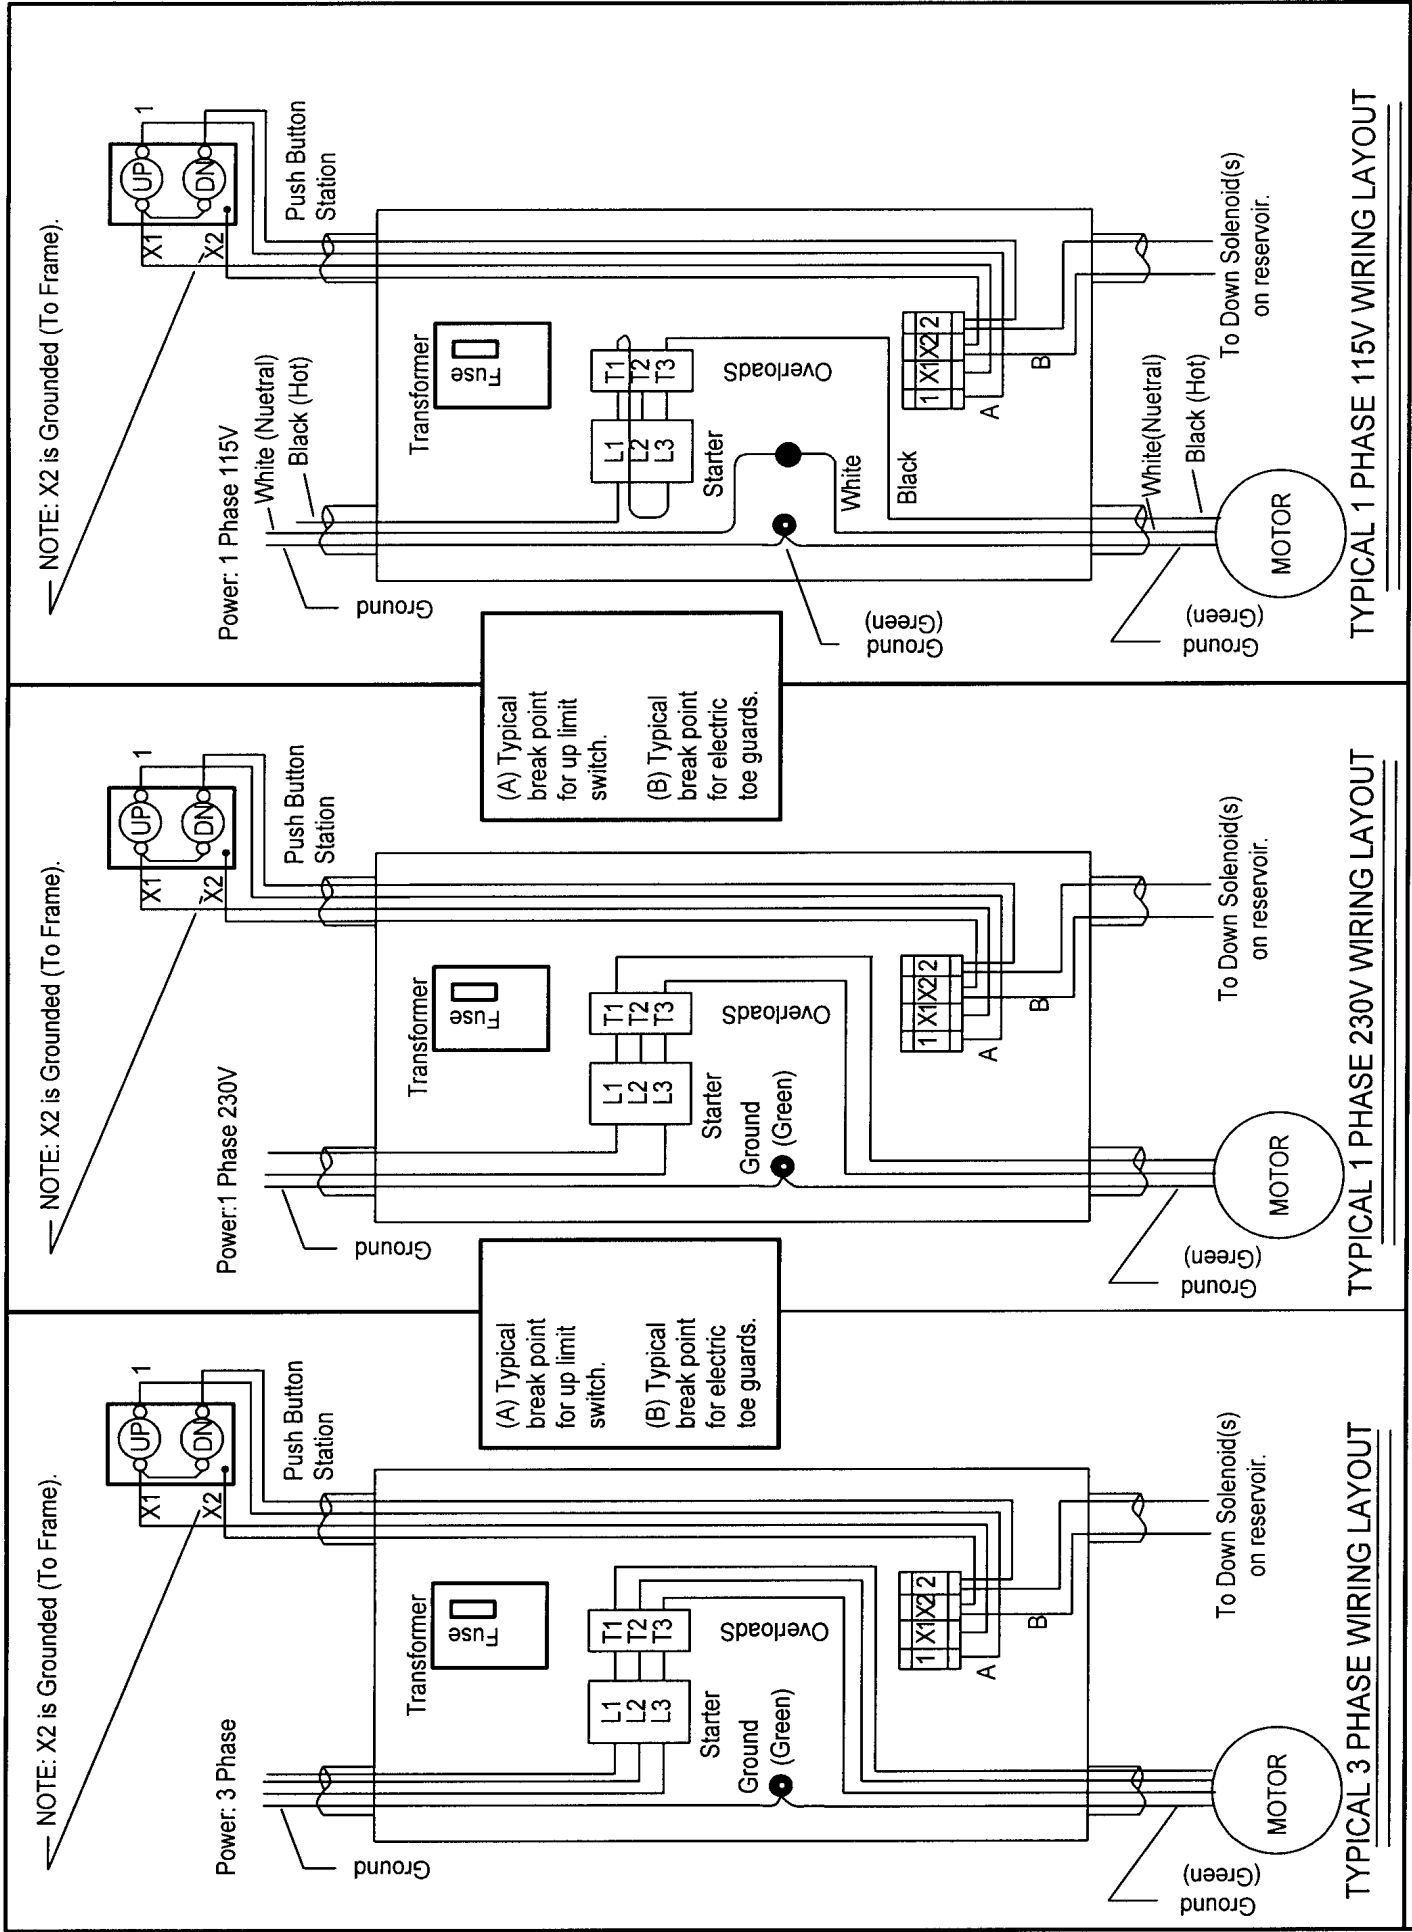 NOTE: X2 is Grounded (To Frame).
X1
X2
UP
DN
1
Push Button
Station
Power: 3 Phase
Ground
Transformer
Fuse
L1
L2
L3
T1
T2
T3
Starter
OverloadS
Ground
(Green)
1 X1 X2 2
A
B
Ground
(Green)
MOTOR
To Down Solenoid(s)
on reservoir.
TYPICAL 3 PHASE WIRING LAYOUT
(A) Typical
break point
for up limit
switch.
(B) Typical
break point
for electric
toe guards.
NOTE: X2 is Grounded (To Frame).
X1
X2
UP
DN
1
Push Button
Station
Power:1 Phase 230V
Ground
Transformer
Fuse
L1
L2
L3
T1
T2
T3
Starter
OverloadS
Ground
(Green)
1 X1 X2 2
A
B
Ground
(Green)
MOTOR
To Down Solenoid(s)
on reservoir.
TYPICAL 1 PHASE 230V WIRING LAYOUT
(A) Typical
break point
for up limit
switch.
(B) Typical
break point
for electric
toe guards.
NOTE: X2 is Grounded (To Frame).
X1
X2
UP
DN
1
Push Button
Station
Power: 1 Phase 115V
White (Nuetral)
Black (Hot)
Ground
Transformer
Fuse
L1
L2
L3
T1
T2
T3
Starter
OverloadS
White
Black
Ground
(Green)
1 X1 X2 2
A
B
White(Nuetral)
Black (Hot)
Ground
(Green)
MOTOR
To Down Solenoid(s)
on reservoir.
TYPICAL 1 PHASE 115V WIRING LAYOUT